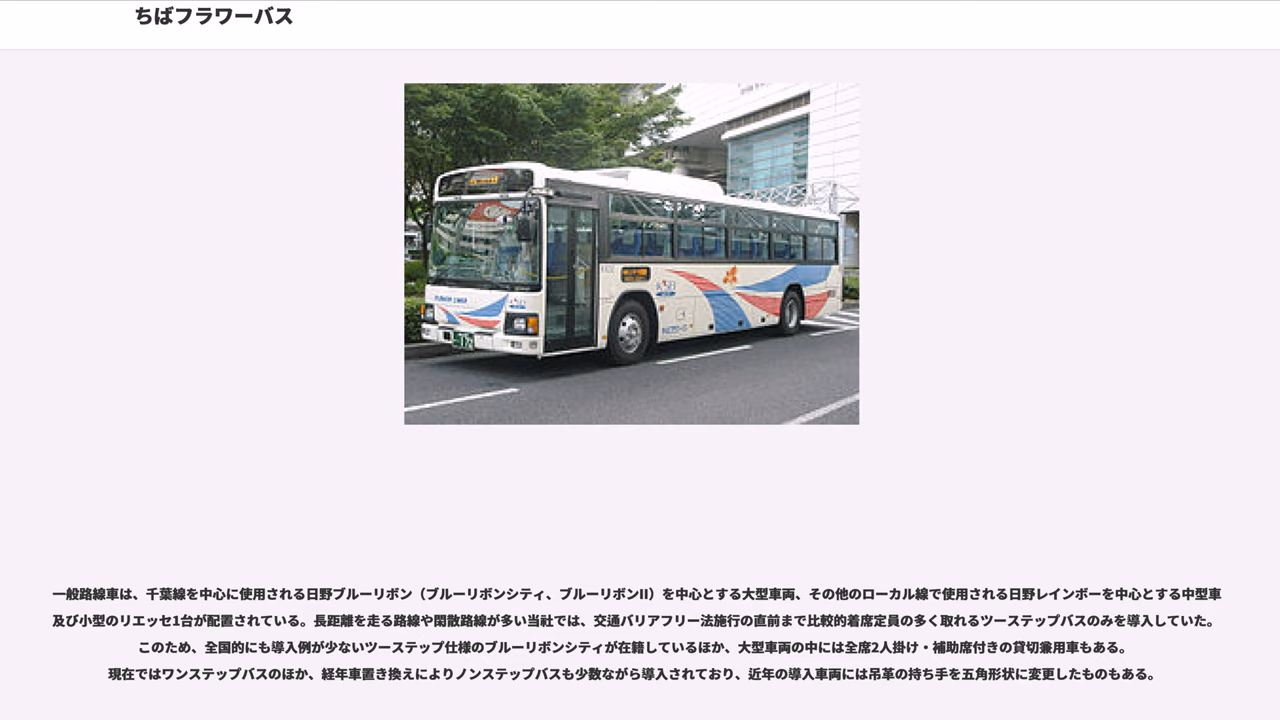 ちばフラワーバス
一般路線車は、千葉線を中心に使用される日野ブルーリボン（ブルーリボンシティ、ブルーリボンII）を中心とする大型車両、その他のローカル線で使用される日野レインボーを中心とする中型車
及び小型のリエッセ1台が配置されている。長距離を走る路線や閑散路線が多い当社では、交通バリアフリー法施行の直前まで比較的着席定員の多く取れるツーステップバスのみを導入していた。
このため、全国的にも導入例が少ないツーステップ仕様のブルーリボンシティが在籍しているほか、大型車両の中には全席2人掛け・補助席付きの貸切兼用車もある。
現在ではワンステップバスのほか、経年車置き換えによりノンステップバスも少数ながら導入されており、近年の導入車両には吊革の持ち手を五角形状に変更したものもある。